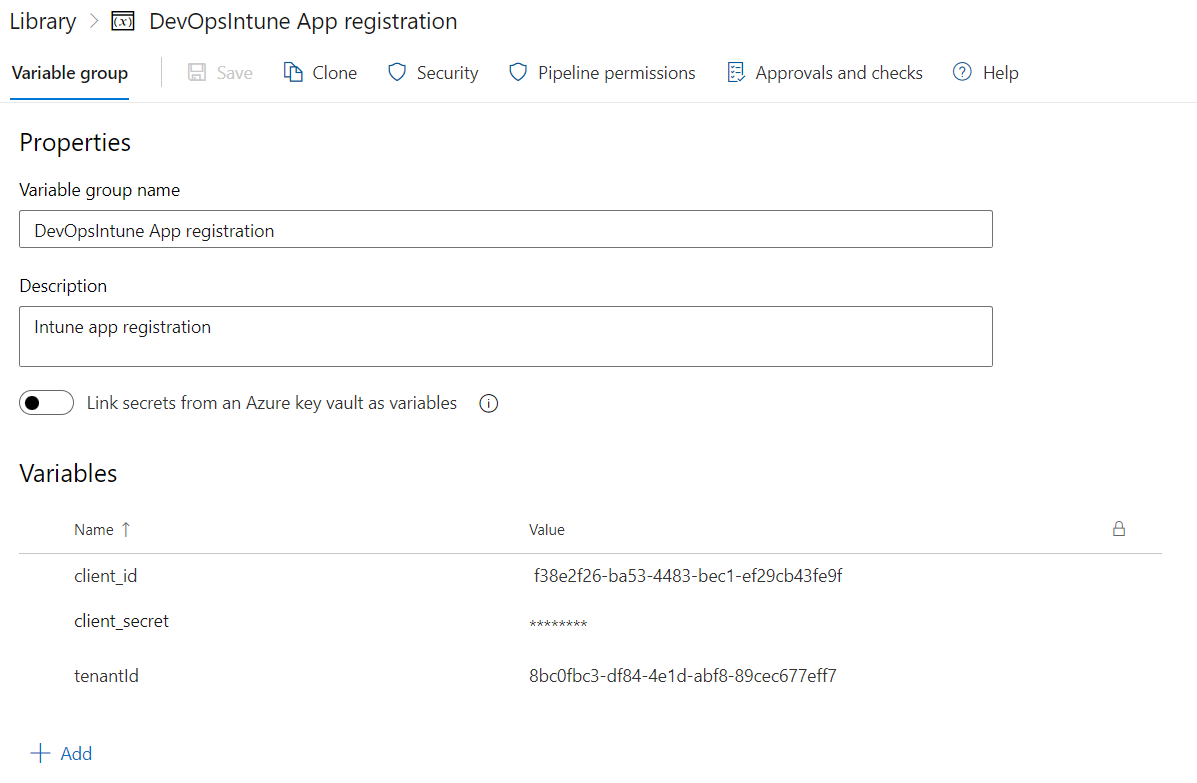 Library > (x) DevOpsIntune App registration
Variable group Save Clone Security Pipeline permissions Approvals and checks Help
Properties
Variable group name
DevOpsIntune App registration
Description
Intune app registration
Link secrets from an Azure key vault as variables
Variables
Name ↑ Value
client_id f38e2f26-ba53-4483-bec1-ef29cb43fe9f
client_secret ********
tenantId 8bc0fbc3-df84-4e1d-abf8-89cec677eff7
+ Add